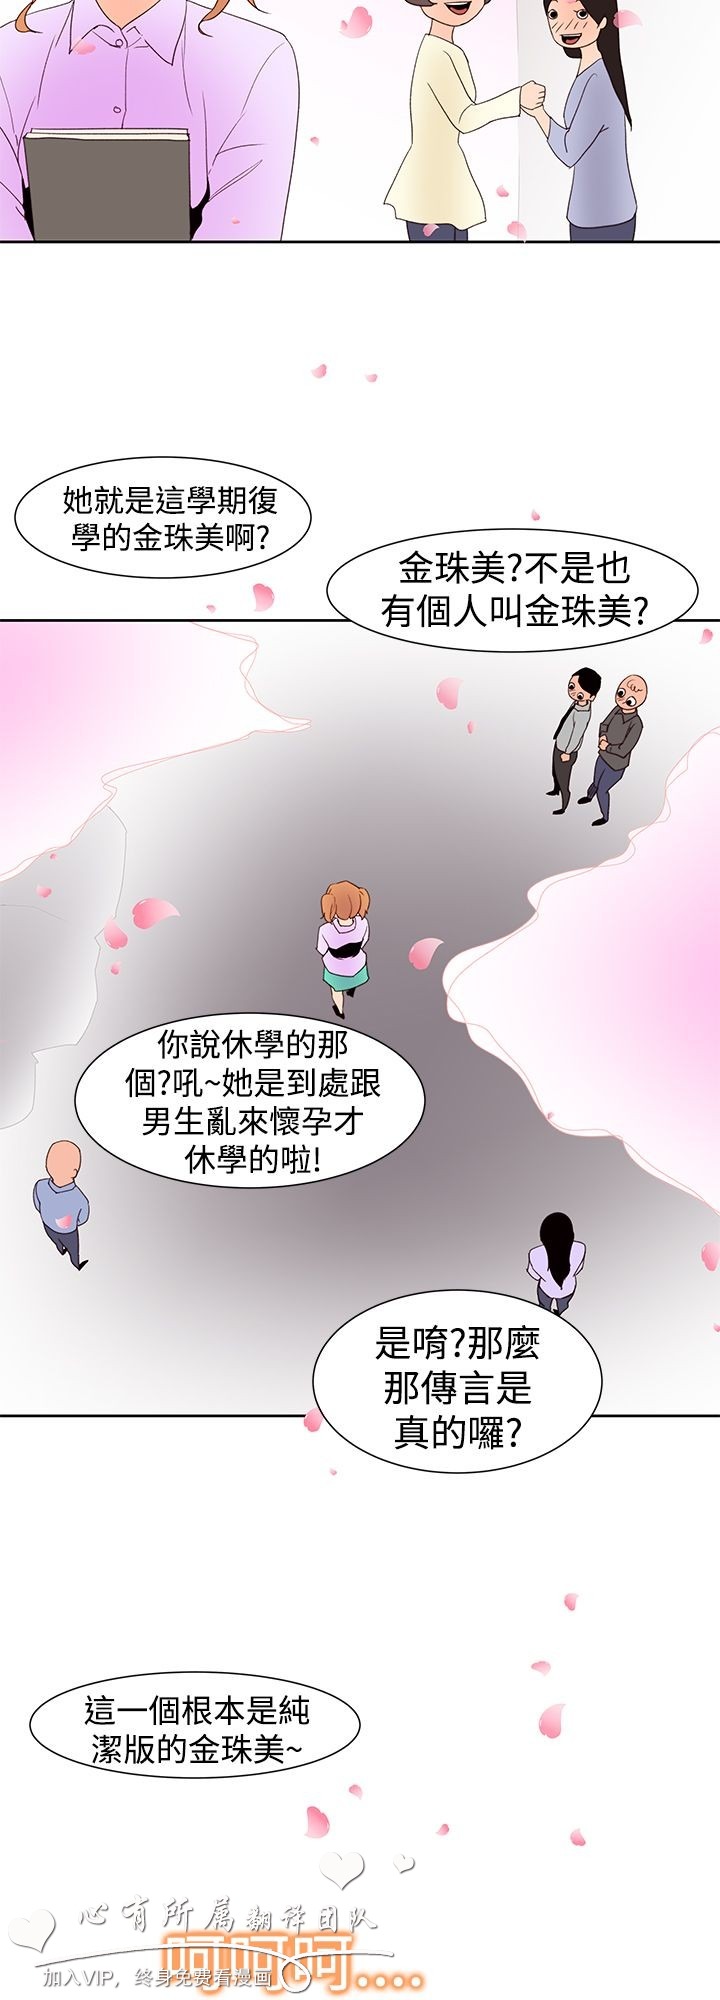 她就是這學期復
學的金珠美啊?
金珠美?不是也
有個人叫金珠美?
你說休學的那
個?吼~她是到處跟
男生亂來懷孕才
休學的啦!
是唷?那麼
那傳言是
真的囉?
這一個根本是純
潔版的金珠美~
心有所属翻译团队
呵呵呵....
加入VIP，终身免费看漫画